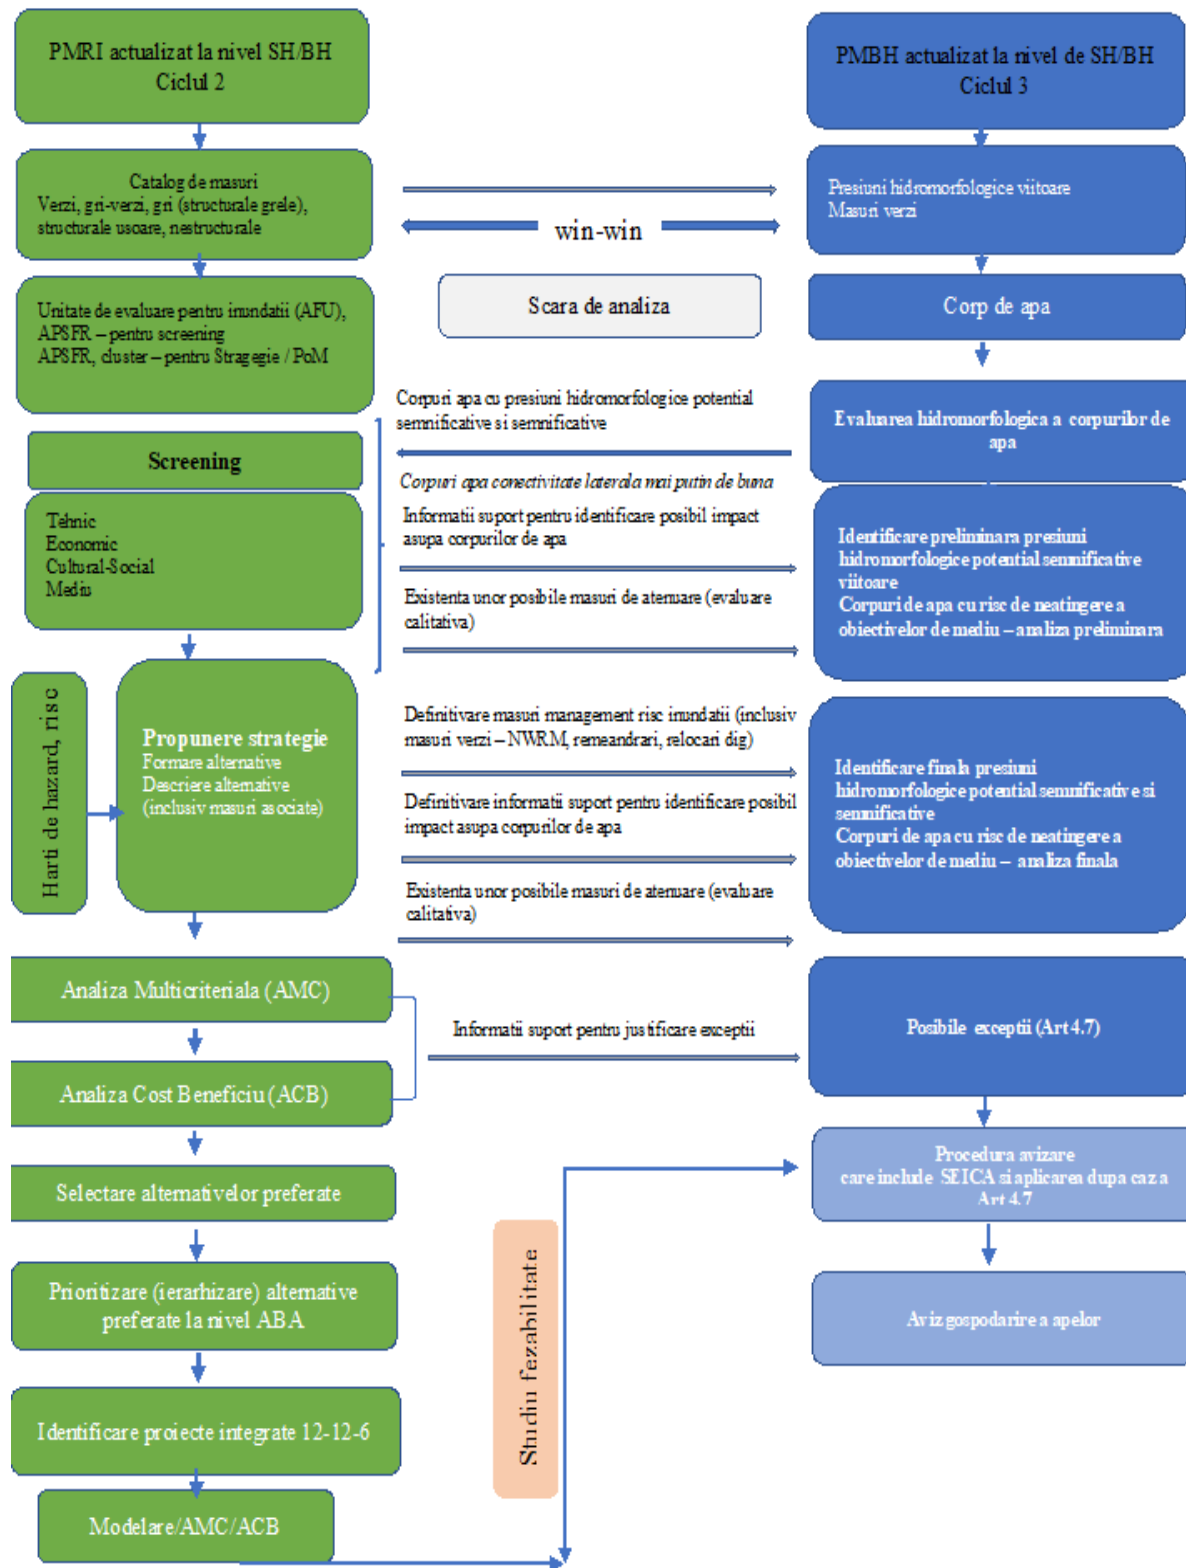 PMRI actualizat la nivel SH/BH
Ciclul 2
PMBH actualizat la nivel de SH/BH
Ciclul 3
Catalog de masuri
Verzi, gri-verzi, gri (structurale grele),
structurale usoare, nestructurale
win-win
Presiuni hidromorfologice viitoare
Masuri verzi
Unitate de evaluare pentru inundatii (AFU),
APSFR – pentru screening
APSFR, cluster – pentru Stragegie / PoM
Scara de analiza
Corp de apa
Corpuri apa cu presiuni hidromorfologice potential
semnificative si semnificative
Evaluarea hidromorfologica a corpurilor de
apa
Screening
Corpuri apa conectivitate laterala mai putin de buna
Tehnic
Economic
Cultural-Social
Mediu
Informatii suport pentru identificare posibil impact
asupa corpurilor de apa
Existenta unor posibile masuri de atenuare (evaluare
calitativa)
Identificare preliminara presiuni
hidromorfologice potential semnificative
viitoare
Corpuri de apa cu risc de neatingere a
obiectivelor de mediu – analiza preliminara
Harti de hazard, risc
Propunere strategie
Formare alternative
Descriere alternative
(inclusiv masuri asociate)
Definitivare masuri management risc inundatii (inclusiv
masuri verzi – NWRM, remeandrari, relocari dig)
Definitivare informatii suport pentru identificare posibil
impact asupa corpurilor de apa
Existenta unor posibile masuri de atenuare (evaluare
calitativa)
Identificare finala presiuni
hidromorfologice potential semnificative si
semnificative
Corpuri de apa cu risc de neatingere a
obiectivelor de mediu – analiza finala
Analiza Multicriteriala (AMC)
Informatii suport pentru justificare exceptii
Posibile exceptii (Art 4.7)
Analiza Cost Beneficiu (ACB)
Selectare alternativelor preferate
Procedura avizare
care include SEICA si aplicarea dupa caz a
Art 4.7
Studiu fezabilitate
Prioritizare (ierarhizare) alternative
preferate la nivel ABA
Aviz gospodarire a apelor
Identificare proiecte integrate 12-12-6
Modelare/AMC/ACB